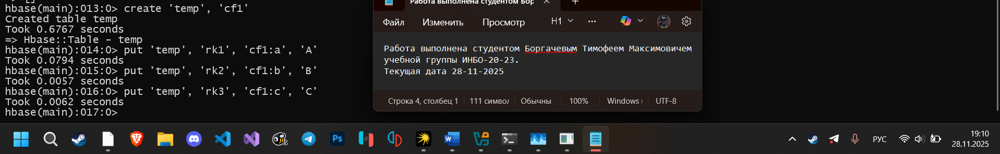 => []
hbase(main):013:0> create 'temp', 'cf1'
Created table temp
Took 0.6767 seconds
=> Hbase::Table - temp
hbase(main):014:0> put 'temp', 'rk1', 'cf1:a', 'A'
Took 0.0794 seconds
hbase(main):015:0> put 'temp', 'rk2', 'cf1:b', 'B'
Took 0.0057 seconds
hbase(main):016:0> put 'temp', 'rk3', 'cf1:c', 'C'
Took 0.0062 seconds
hbase(main):017:0>
Работа выполнена студентом Бор
Файл Изменить Просмотр H1
Работа выполнена студентом Боргачевым Тимофеем Максимовичем
учебной группы ИНБО-20-23.
Текущая дата 28-11-2025
Строка 4, столбец 1 111 символ Обычны 100% Windows UTF-8
Ps
РУС
19:10
28.11.2025